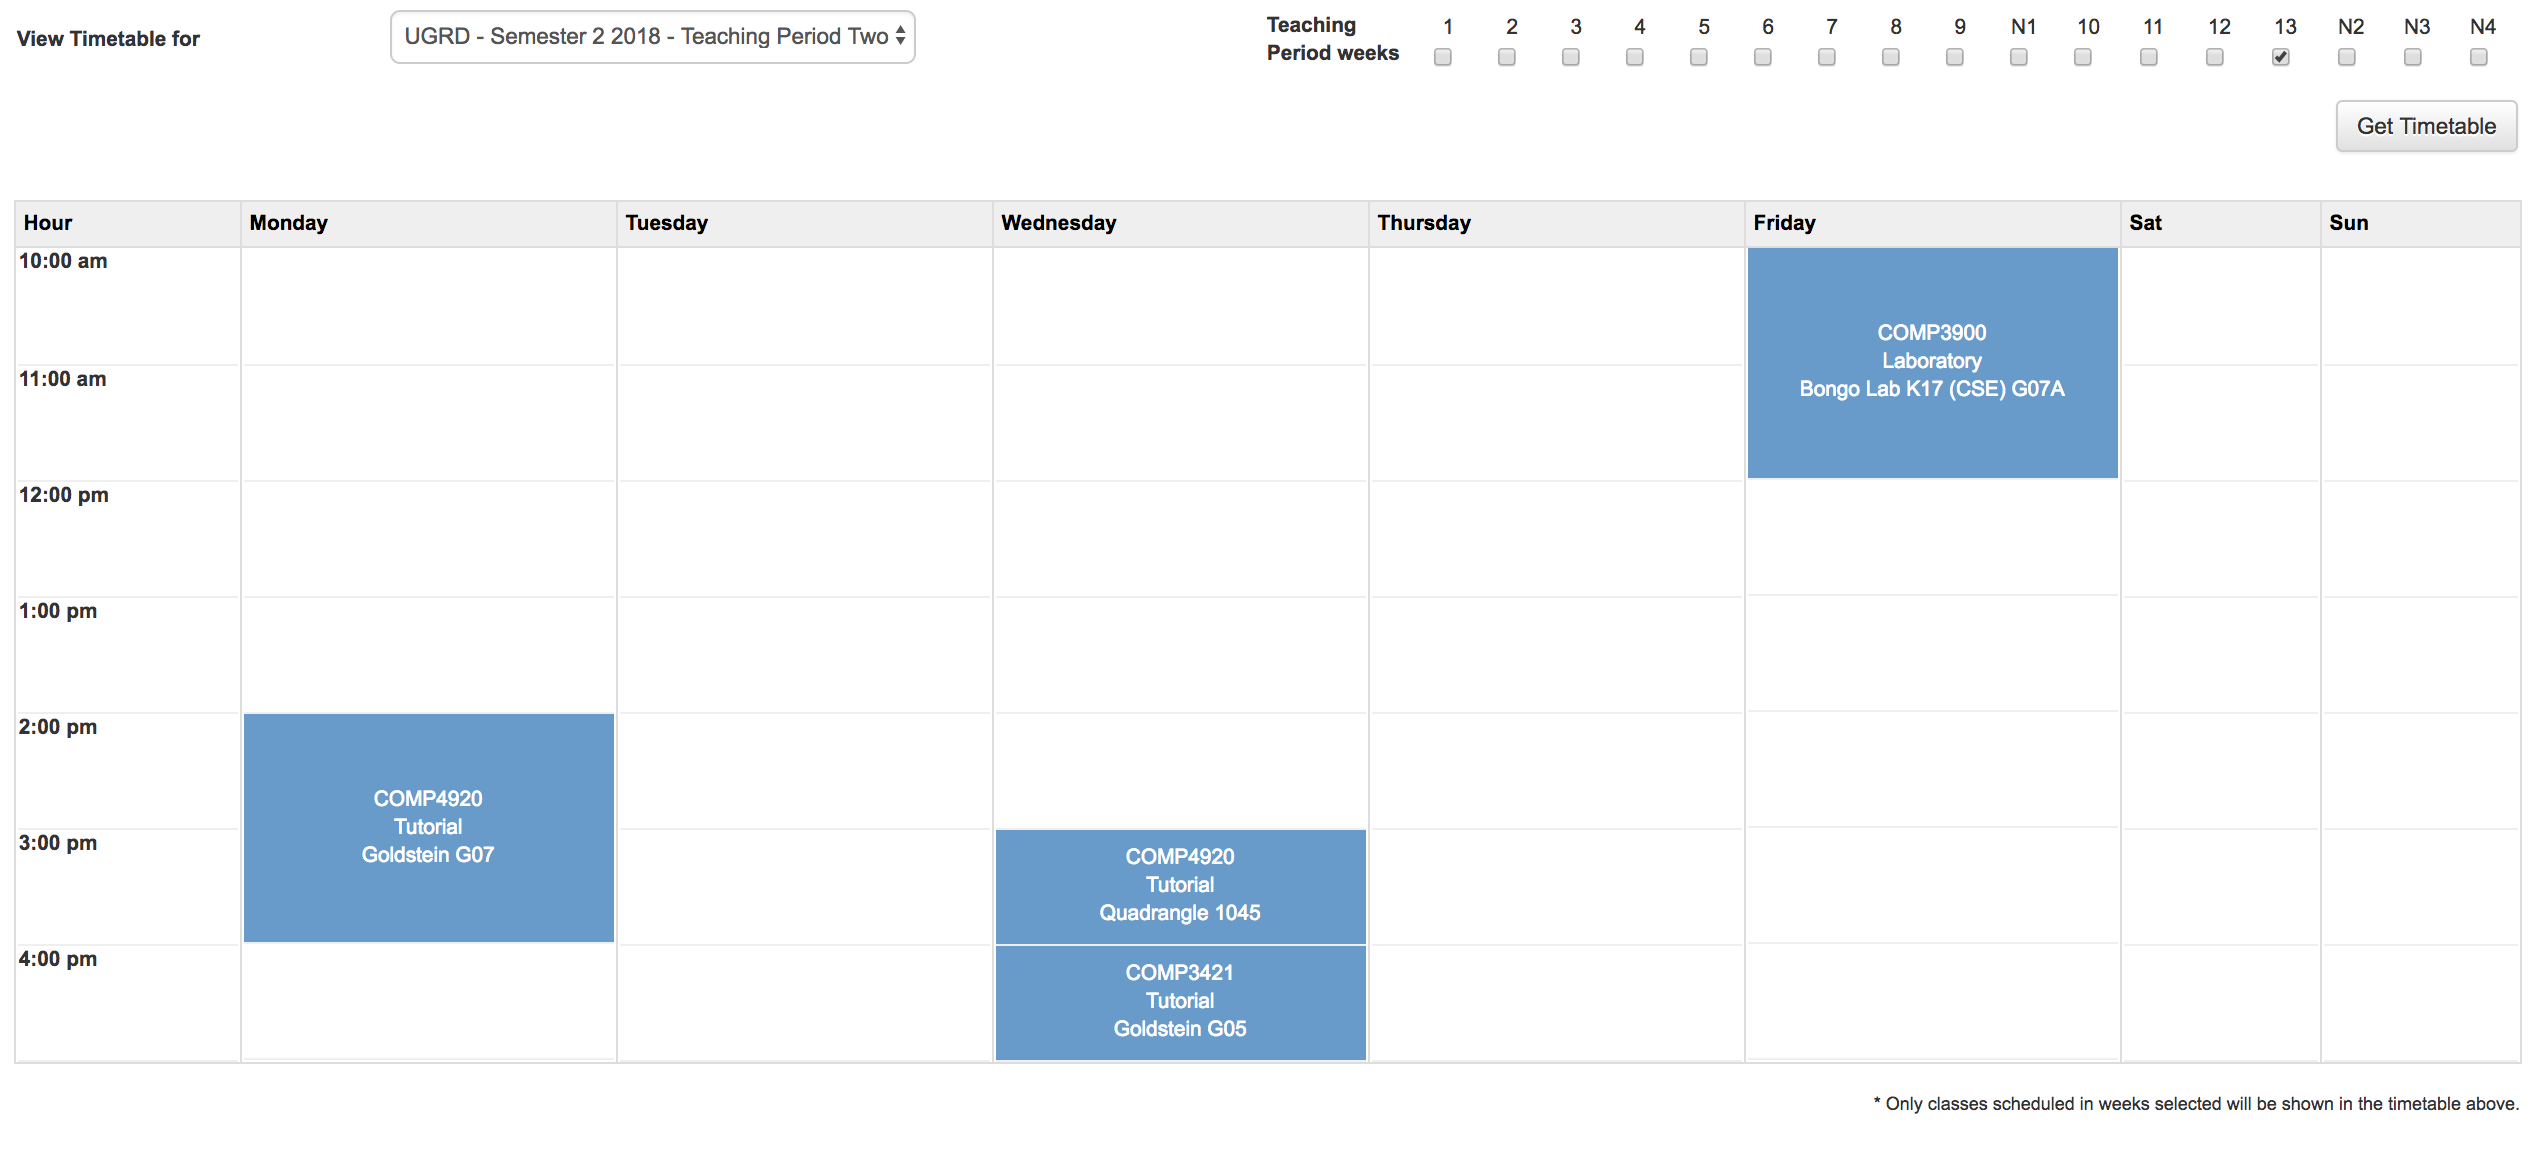 View Timetable for
UGRD - Semester 2 2018 - Teaching Period Two
Teaching Period weeks
1 2 3 4 5 6 7 8 9 N1 10 11 12 13 N2 N3 N4
Get Timetable
Hour Monday Tuesday Wednesday Thursday Friday Sat Sun
10:00 am
COMP3900
Laboratory
Bongo Lab K17 (CSE) G07A
11:00 am
12:00 pm
1:00 pm
2:00 pm
COMP4920
Tutorial
Goldstein G07
3:00 pm
COMP4920
Tutorial
Quadrangle 1045
4:00 pm
COMP3421
Tutorial
Goldstein G05
* Only classes scheduled in weeks selected will be shown in the timetable above.